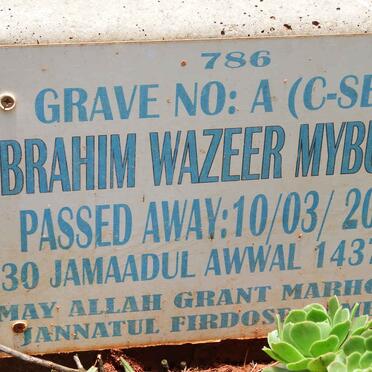 786
GRAVE NO: A (C-SE
BRAHIM WAZEER MYBU
PASSED AWAY:10/03/ 20
30 JAMAADUL AWWAL 1437
MAY ALLAH GRANT MARHO
JANNATUL FIRDOS